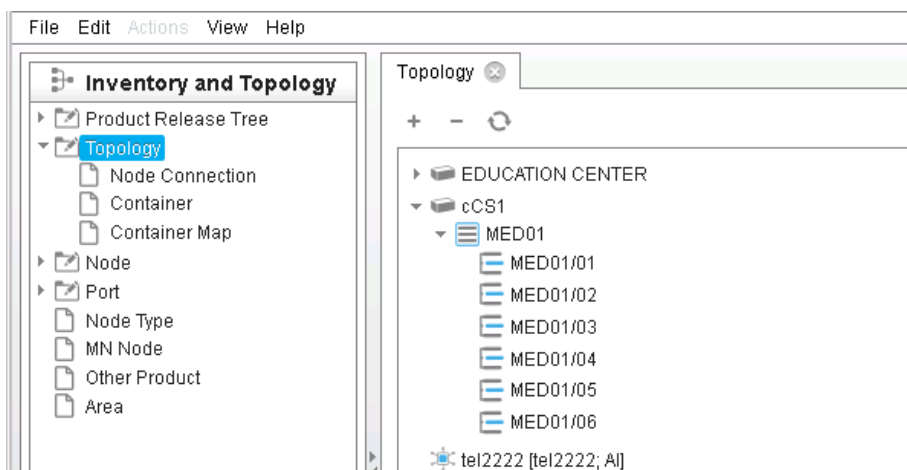 File Edit Actions View Help
Inventory and Topology
Product Release Tree
Topology
Node Connection
Container
Container Map
Node
Port
Node Type
MN Node
Other Product
Area
Topology
EDUCATION CENTER
cCS1
MED01
MED01/01
MED01/02
MED01/03
MED01/04
MED01/05
MED01/06
tel2222 [tel2222; AI]